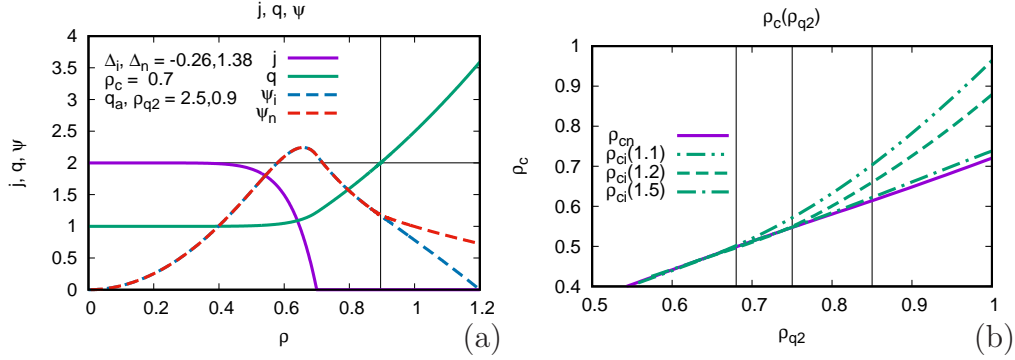 j, q, ψ
Δi, Δn = -0.26,1.38
ρc = 0.7
qa, ρq2 = 2.5,0.9
j
q
ψi
ψn
4
3.5
3
2.5
2
1.5
1
0.5
0
j, q, ψ
0 0.2 0.4 0.6 0.8 1.0 1.2
ρ
(a)
ρc(ρq2)
ρcn
ρci(1.1)
ρci(1.2)
ρci(1.5)
1
0.9
0.8
0.7
0.6
0.5
0.4
ρc
0.5 0.6 0.7 0.8 0.9 1
ρq2
(b)